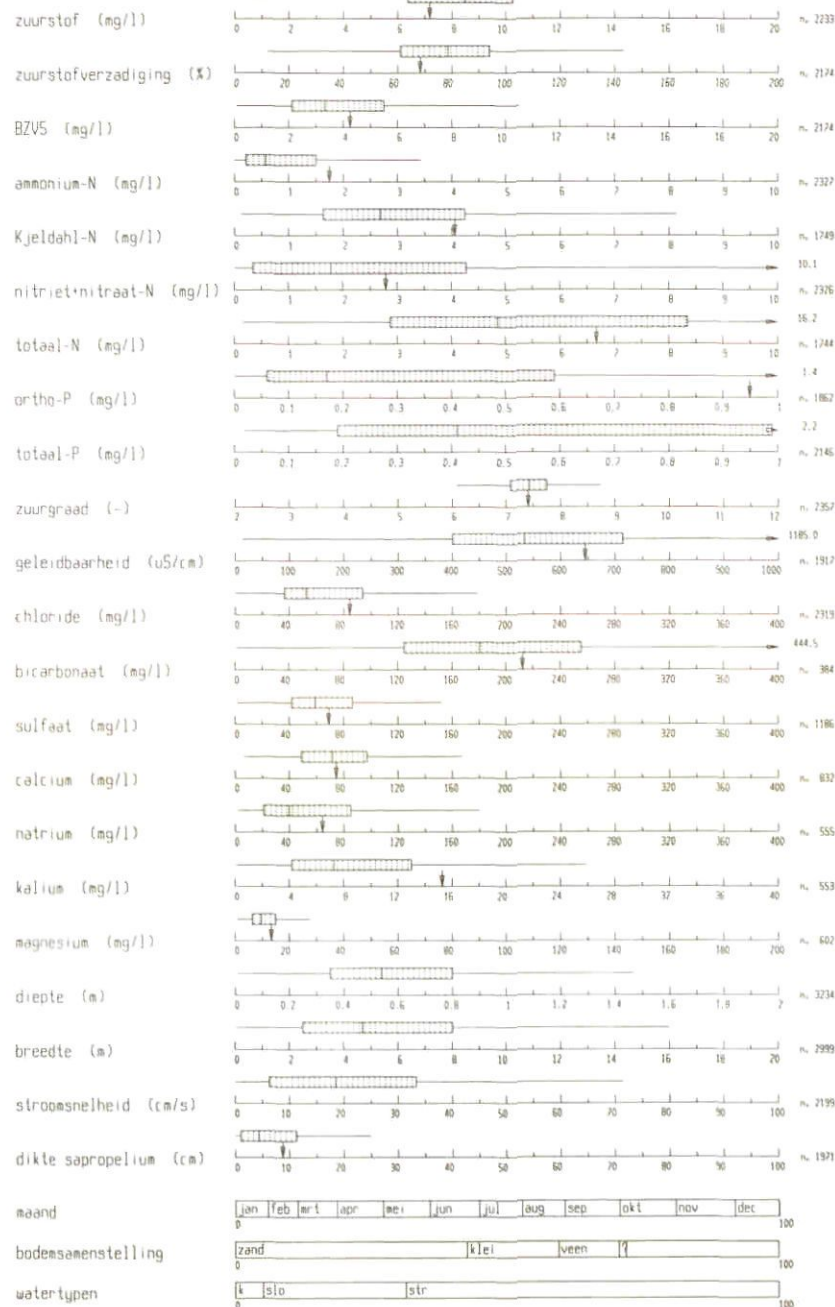 zuurstof (mg/l) 0 2 4 6 8 10 12 14 16 18 20 n= 2233
zuurstofverzadiging (%) 0 20 40 60 80 100 120 140 160 180 200 n= 2174
BZV5 (mg/l) 0 2 4 6 8 10 12 14 16 18 20 n= 2174
ammonium-N (mg/l) 0 1 2 3 4 5 6 7 8 9 10 n= 2327
Kjeldahl-N (mg/l) 0 1 2 3 4 5 6 7 8 9 10 n= 1749
10.1
nitriet+nitraat-N (mg/l) 0 1 2 3 4 5 6 7 8 9 10 n= 2326
16.2
totaal-N (mg/l) 0 1 2 3 4 5 6 7 8 9 10 n= 1744
1.4
ortho-P (mg/l) 0 0.1 0.2 0.3 0.4 0.5 0.6 0.7 0.8 0.9 1 n= 1862
2.2
totaal-P (mg/l) 0 0.1 0.2 0.3 0.4 0.5 0.6 0.7 0.8 0.9 1 n= 2146
zuurgraad (-) 2 3 4 5 6 7 8 9 10 11 12 n= 2357
1185.0
geleidbaarheid (uS/cm) 0 100 200 300 400 500 600 700 800 900 1000 n= 1917
chloride (mg/l) 0 40 80 120 160 200 240 280 320 360 400 n= 2319
444.5
bicarbonaat (mg/l) 0 40 80 120 160 200 240 280 320 360 400 n= 384
sulfaat (mg/l) 0 40 80 120 160 200 240 280 320 360 400 n= 1186
calcium (mg/l) 0 40 80 120 160 200 240 280 320 360 400 n= 832
natrium (mg/l) 0 40 80 120 160 200 240 280 320 360 400 n= 555
kalium (mg/l) 0 4 8 12 16 20 24 28 32 36 40 n= 553
magnesium (mg/l) 0 20 40 60 80 100 120 140 160 180 200 n= 602
diepte (m) 0 0.2 0.4 0.6 0.8 1 1.2 1.4 1.6 1.8 2 n= 3234
breedte (m) 0 2 4 6 8 10 12 14 16 18 20 n= 2999
stroomsnelheid (cm/s) 0 10 20 30 40 50 60 70 80 90 100 n= 2199
dikte sapropelium (cm) 0 10 20 30 40 50 60 70 80 90 100 n= 1971
maand jan feb mrt apr mei jun jul aug sep okt nov dec
0 100
bodemsamenstelling zand klei veen ?
0 100
watertypen k slo str
0 100